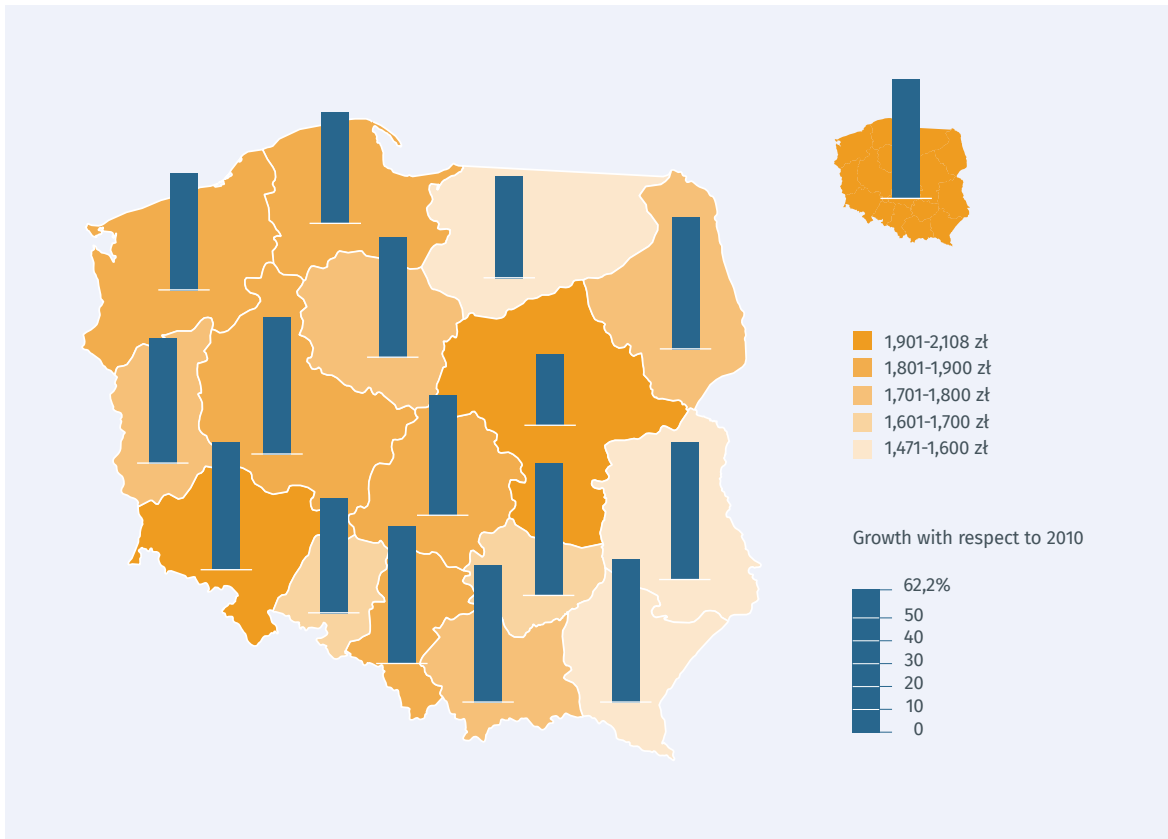 1,901-2,108 zł
1,801-1,900 zł
1,701-1,800 zł
1,601-1,700 zł
1,471-1,600 zł
Growth with respect to 2010
62,2%
50
40
30
20
10
0